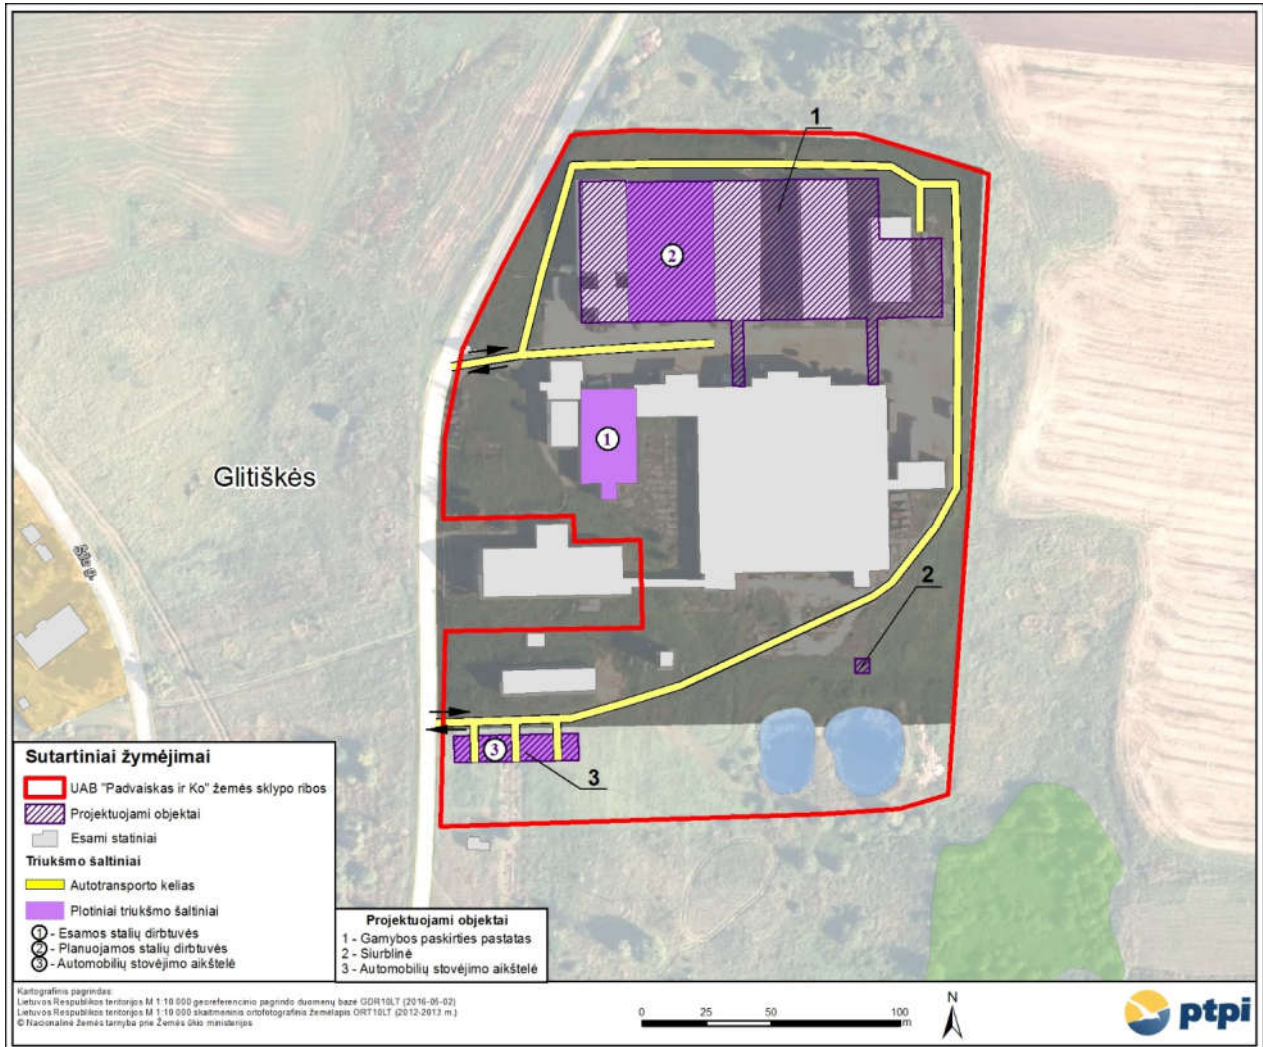 1
2
Glitiškės
1
2
Sėlių g.
3
3
Sutartiniai žymėjimai
UAB "Padvaiskas ir Ko" žemės sklypo ribos
Projektuojami objektai
Esami statiniai
Triukšmo šaltiniai
Autotransporto kelias
Plotiniai triukšmo šaltiniai
1 - Esamos stalių dirbtuvės
2 - Planuojamos stalių dirbtuvės
3 - Automobilių stovėjimo aikštelė
Projektuojami objektai
1 - Gamybos paskirties pastatas
2 - Siurblinė
3 - Automobilių stovėjimo aikštelė
Kartografinis pagrindas:
Lietuvos Respublikos teritorijos M 1:10 000 georeferencinio pagrindo duomenų bazė GDR10LT (2016-05-02)
Lietuvos Respublikos teritorijos M 1:10 000 skaitmeninis ortofotografinis žemėlapis ORT10LT (2012-2013 m.)
© Nacionalinė žemės tarnyba prie Žemės ūkio ministerijos
0 25 50 100
m
N
ptpi